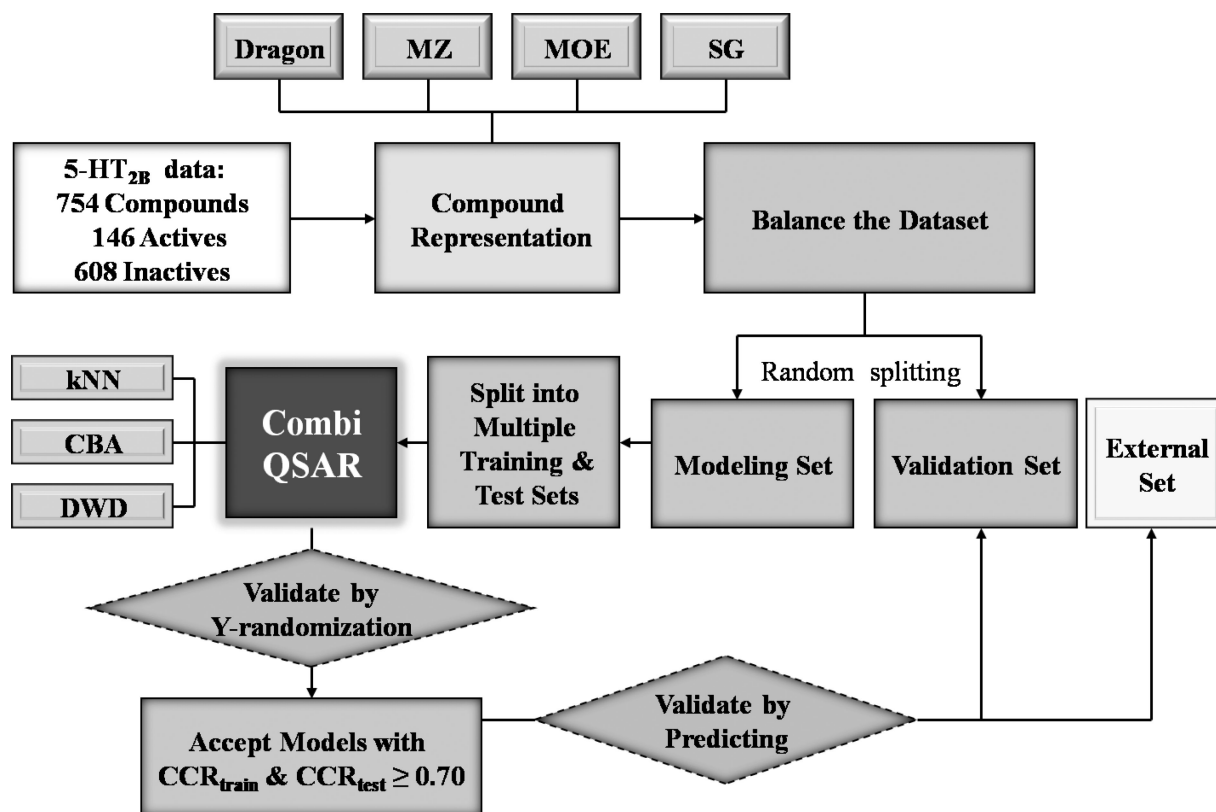 Dragon
MZ
MOE
SG
5-HT2B data:
754 Compounds
146 Actives
608 Inactives
Compound
Representation
Balance the Dataset
Random splitting
kNN
CBA
DWD
Combi
QSAR
Split into
Multiple
Training &
Test Sets
Modeling Set
Validation Set
External
Set
Validate by
Y-randomization
Accept Models with
CCRtrain & CCRtest ≥ 0.70
Validate by
Predicting